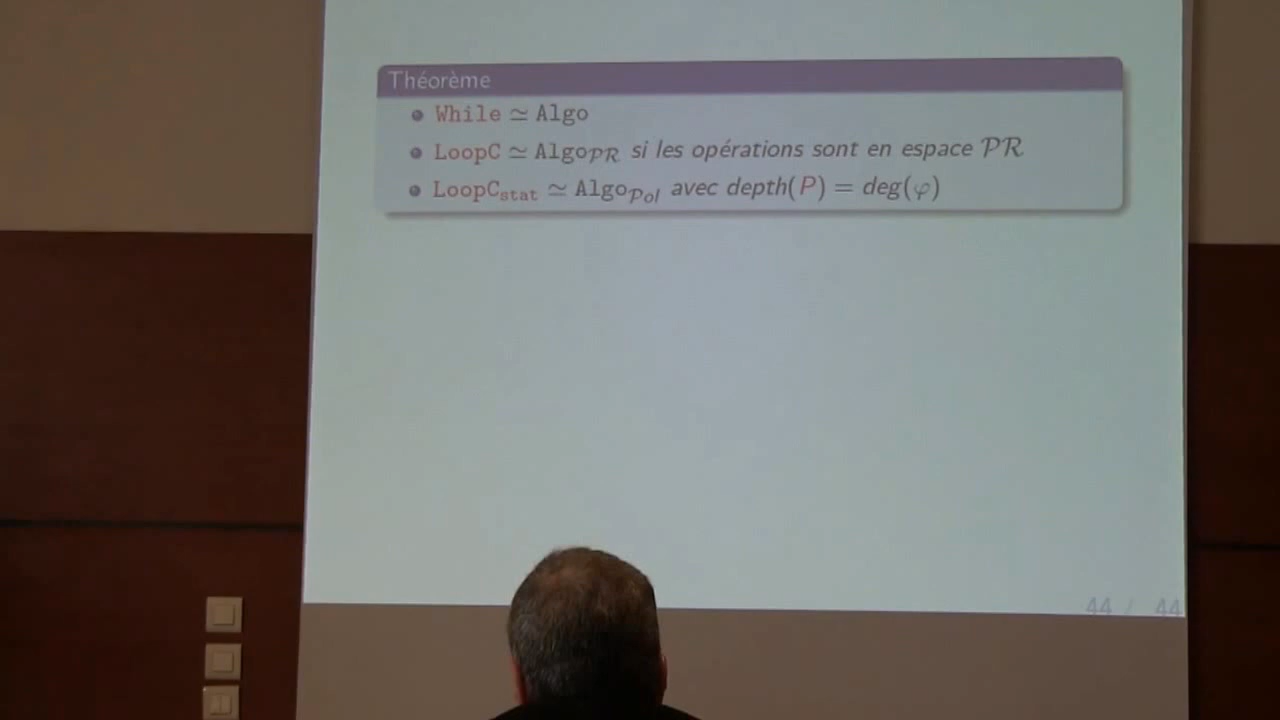 Théorème
While ≃ Algo
LoopC ≃ Algo𝒫ℛ si les opérations sont en espace 𝒫ℛ
LoopCstat ≃ Algo𝒫ol avec depth(P) = deg(φ)
44 / 44